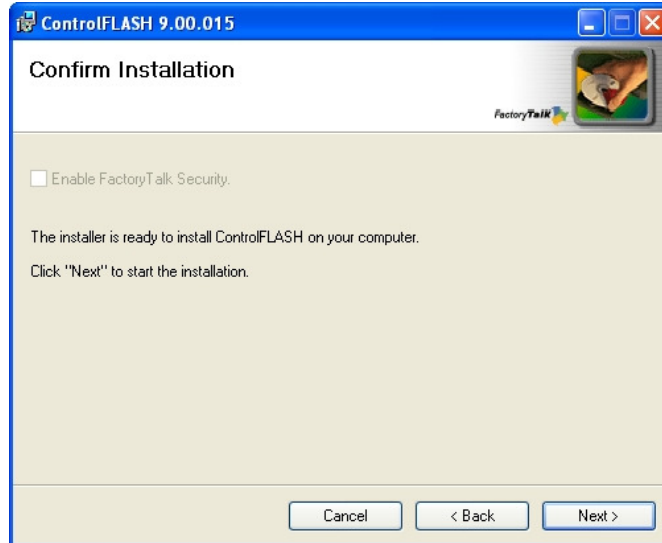 ControlFLASH 9.00.015
Confirm Installation
FactoryTalk
Enable FactoryTalk Security.
The installer is ready to install ControlFLASH on your computer.
Click "Next" to start the installation.
Cancel
< Back
Next >